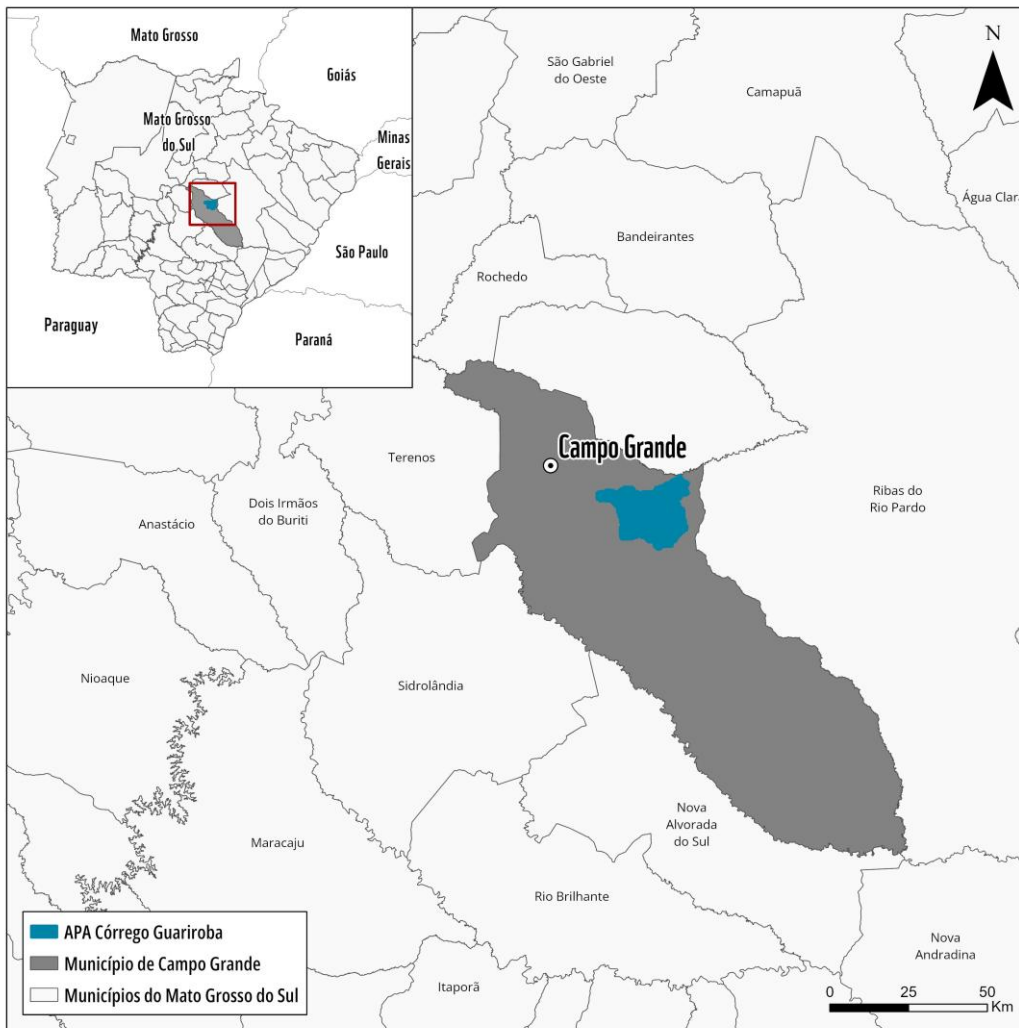 Mato Grosso
Goiás
Mato Grosso
do Sul
Minas
Gerais
São Paulo
Paraguay
Paraná
N
São Gabriel
do Oeste
Camapuã
Água Clara
Bandeirantes
Rochedo
Campo Grande
Terenos
Ribas do
Rio Pardo
Dois Irmãos
do Buriti
Anastácio
Nioaque
Sidrolândia
Nova
Alvorada
do Sul
Maracaju
Rio Brilhante
Nova
Andradina
Itaporã
APA Córrego Guariroba
Município de Campo Grande
Municípios do Mato Grosso do Sul
0 25 50
Km